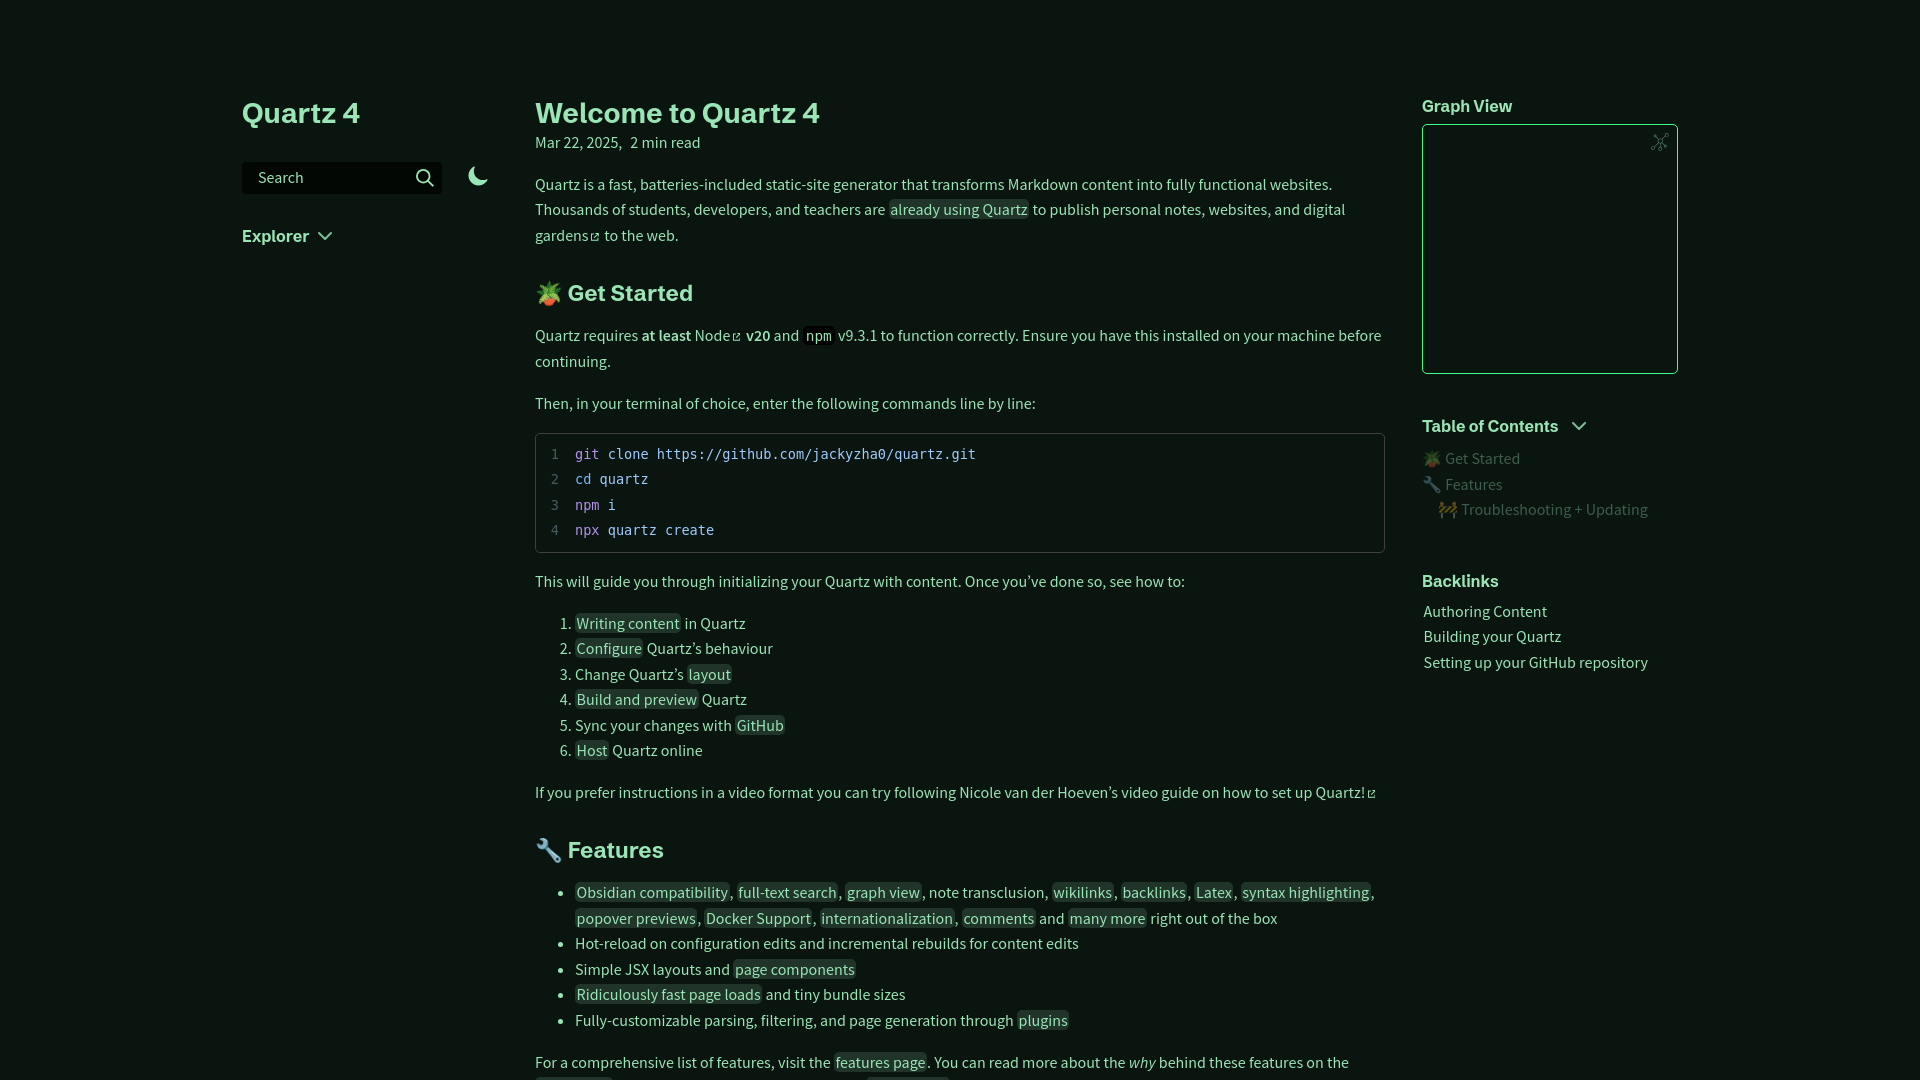 Quartz 4
Search
Explorer
Welcome to Quartz 4
Mar 22, 2025, 2 min read
Quartz is a fast, batteries-included static-site generator that transforms Markdown content into fully functional websites.
Thousands of students, developers, and teachers are already using Quartz to publish personal notes, websites, and digital
gardens to the web.
🪴 Get Started
Quartz requires at least Node v20 and npm v9.3.1 to function correctly. Ensure you have this installed on your machine before
continuing.
Then, in your terminal of choice, enter the following commands line by line:
1 git clone https://github.com/jackyzha0/quartz.git
2 cd quartz
3 npm i
4 npx quartz create
This will guide you through initializing your Quartz with content. Once you’ve done so, see how to:
1. Writing content in Quartz
2. Configure Quartz’s behaviour
3. Change Quartz’s layout
4. Build and preview Quartz
5. Sync your changes with GitHub
6. Host Quartz online
If you prefer instructions in a video format you can try following Nicole van der Hoeven’s video guide on how to set up Quartz!
🔧 Features
• Obsidian compatibility, full-text search, graph view, note transclusion, wikilinks, backlinks, Latex, syntax highlighting,
popover previews, Docker Support, internationalization, comments and many more right out of the box
• Hot-reload on configuration edits and incremental rebuilds for content edits
• Simple JSX layouts and page components
• Ridiculously fast page loads and tiny bundle sizes
• Fully-customizable parsing, filtering, and page generation through plugins
For a comprehensive list of features, visit the features page. You can read more about the why behind these features on the
Graph View
Table of Contents
🪴 Get Started
🔧 Features
🚧 Troubleshooting + Updating
Backlinks
Authoring Content
Building your Quartz
Setting up your GitHub repository